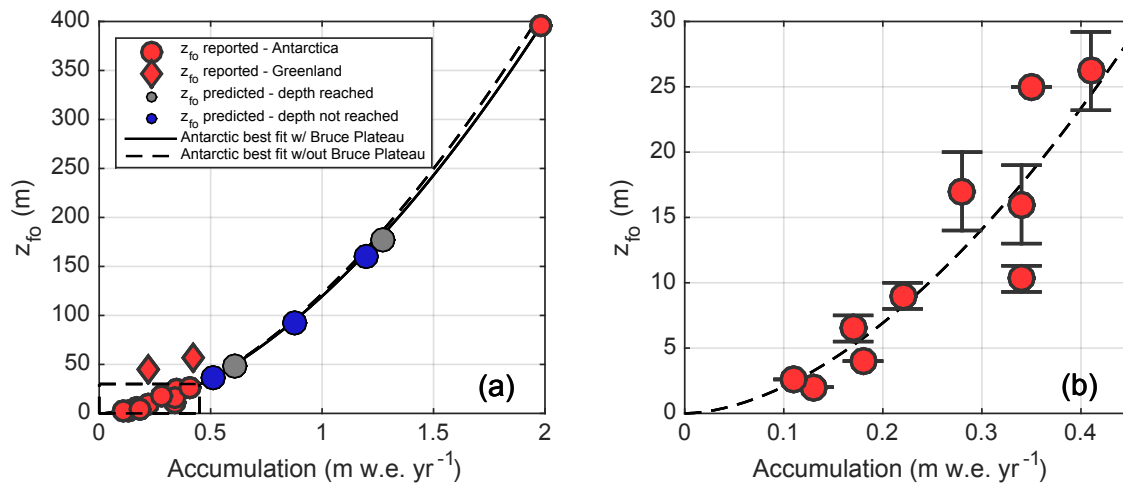 400
350
300
250
200
150
100
50
0
z_fo (m)
z_fo reported - Antarctica
z_fo reported - Greenland
z_fo predicted - depth reached
z_fo predicted - depth not reached
Antarctic best fit w/ Bruce Plateau
Antarctic best fit w/out Bruce Plateau
(a)
0 0.5 1 1.5 2
Accumulation (m w.e. yr⁻¹)
30
25
20
15
10
5
0
z_fo (m)
(b)
0 0.1 0.2 0.3 0.4
Accumulation (m w.e. yr⁻¹)